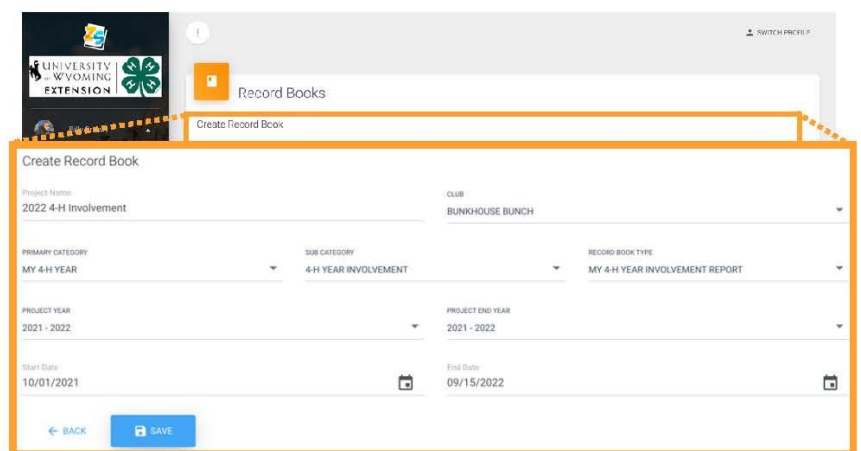 ZS
UNIVERSITY
OF WYOMING
EXTENSION
SWITCH PROFILE
Record Books
Create Record Book
Create Record Book
Project Name
2022 4-H Involvement
CLUB
BUNKHOUSE BUNCH
PRIMARY CATEGORY
MY 4-H YEAR
SUB CATEGORY
4-H YEAR INVOLVEMENT
RECORD BOOK TYPE
MY 4-H YEAR INVOLVEMENT REPORT
PROJECT YEAR
2021 - 2022
PROJECT END YEAR
2021 - 2022
Start Date
10/01/2021
End Date
09/15/2022
BACK
SAVE